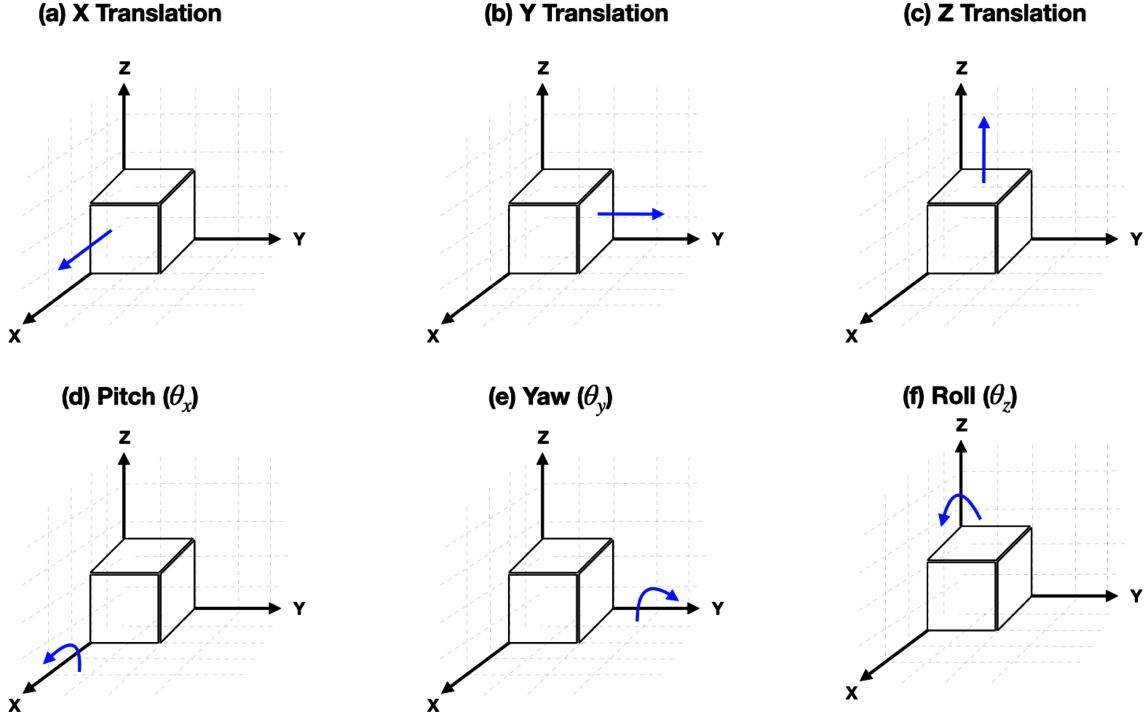 (a) X Translation
(b) Y Translation
(c) Z Translation
Z
Z
Z
Y
Y
Y
X
X
X
(d) Pitch (θx)
(e) Yaw (θy)
(f) Roll (θz)
Z
Z
Z
Y
Y
Y
X
X
X